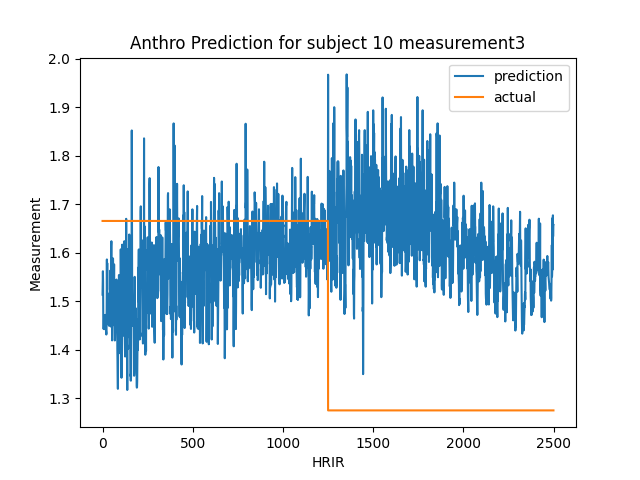 Anthro Prediction for subject 10 measurement3
2.0
1.9
1.8
1.7
1.6
1.5
1.4
1.3
Measurement
prediction
actual
0
500
1000
1500
2000
2500
HRIR